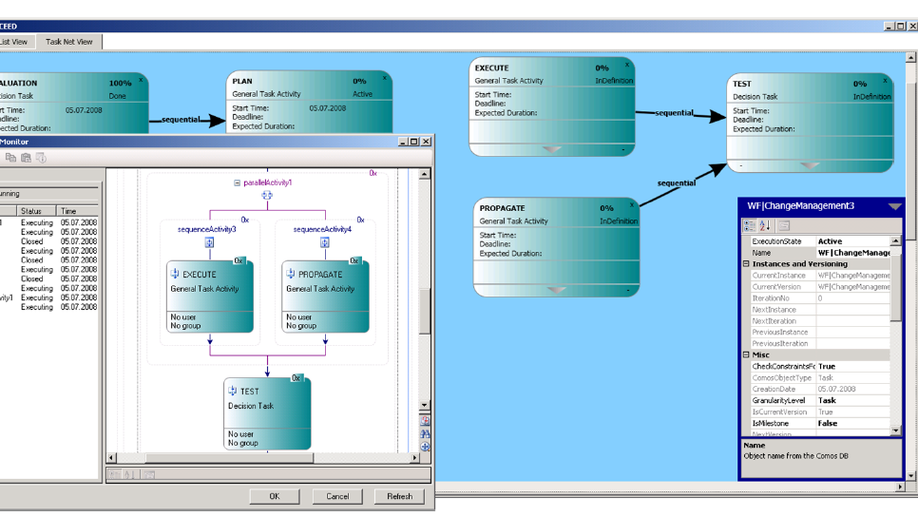 CEED
List View Task Net View
ALUATION 100% x
cision Task Done
rt Time: 05.07.2008
adline:
pected Duration:
sequential
PLAN 0% x
General Task Activity Active
Start Time: 05.07.2008
Deadline:
Expected Duration:
EXECUTE 0% x
General Task Activity InDefinition
Start Time:
Deadline:
Expected Duration:
sequential
TEST 0% x
Decision Task InDefinition
Start Time:
Deadline:
Expected Duration:
sequential
PROPAGATE 0% x
General Task Activity InDefinition
Start Time:
Deadline:
Expected Duration:
Monitor
unning
Status Time
1 Executing 05.07.2008
Executing 05.07.2008
Closed 05.07.2008
Executing 05.07.2008
Closed 05.07.2008
Executing 05.07.2008
Closed 05.07.2008
Executing 05.07.2008
vity1 Executing 05.07.2008
Executing 05.07.2008
0x
parallelActivity1
0x 0x
sequenceActivity3 sequenceActivity4
0x 0x
EXECUTE PROPAGATE
General Task Activity General Task Activity
No user No user
No group No group
0x
TEST
Decision Task
No user
No group
OK Cancel Refresh
WF|ChangeManagement3
ExecutionState Active
Name WF|ChangeManage
Instances and Versioning
CurrentInstance WF|ChangeManageme
CurrentVersion WF|ChangeManageme
IterationNo 0
NextInstance
NextIteration
PreviousInstance
PreviousIteration
Misc
CheckConstraintsFo True
ComosObjectType Task
CreationDate 05.07.2008
GranularityLevel Task
IsCurrentVersion True
IsMilestone False
NextVersion
Name
Object name from the Comos DB